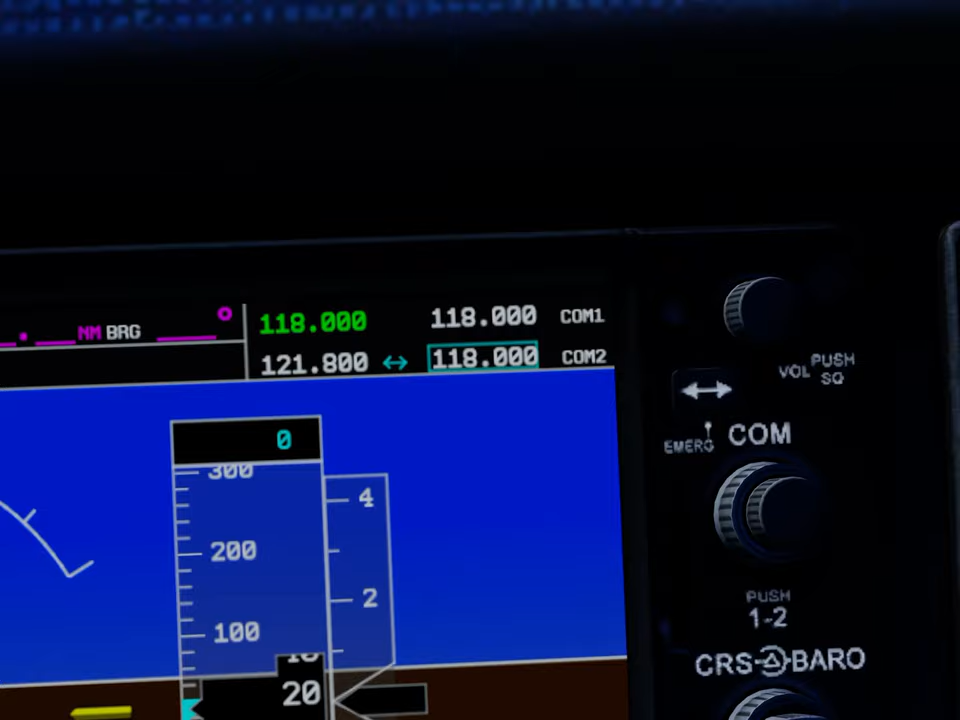 NM BRG
118.000 118.000 COM1
121.800 ↔ 118.000 COM2
VOL PUSH SQ
EMERG COM
0
300
4
200
2
100
20
PUSH
1-2
CRS BARO